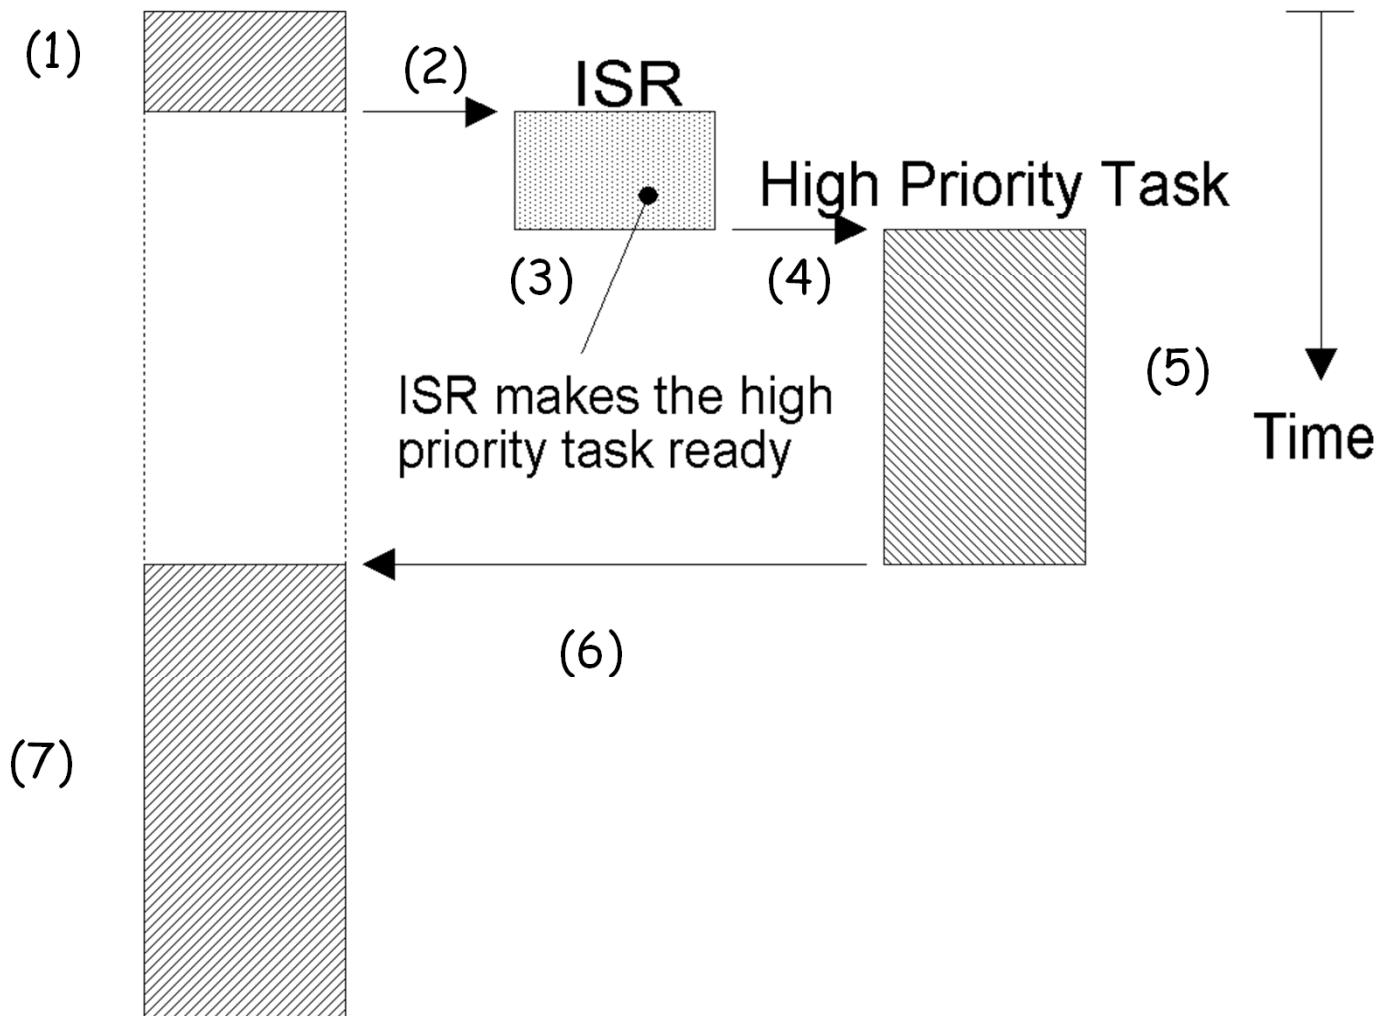 (1)
(2)
ISR
High Priority Task
(3)
(4)
(5)
ISR makes the high
priority task ready
Time
(6)
(7)